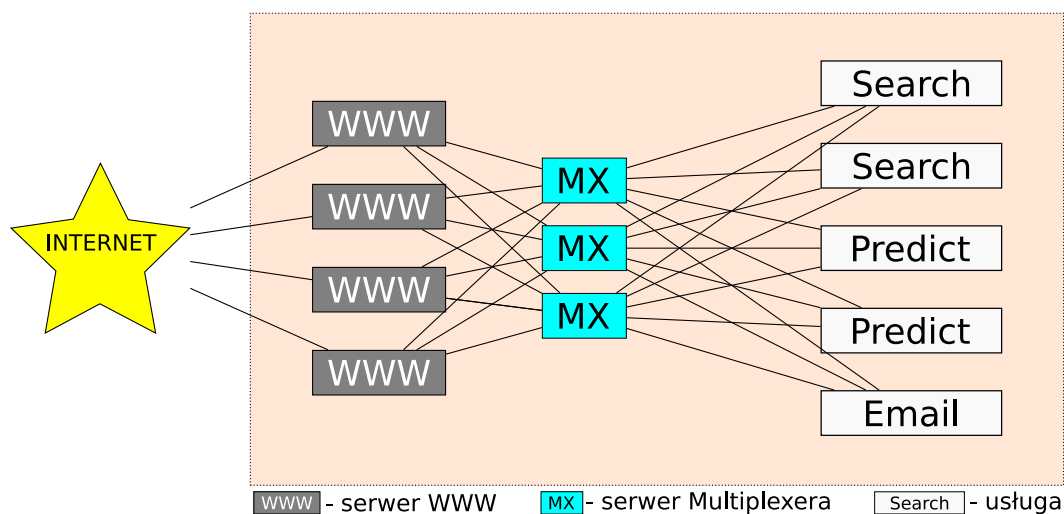 INTERNET
WWW
WWW
WWW
WWW
MX
MX
MX
Search
Search
Predict
Predict
Email
WWW - serwer WWW
MX - serwer Multiplexera
Search - usługa